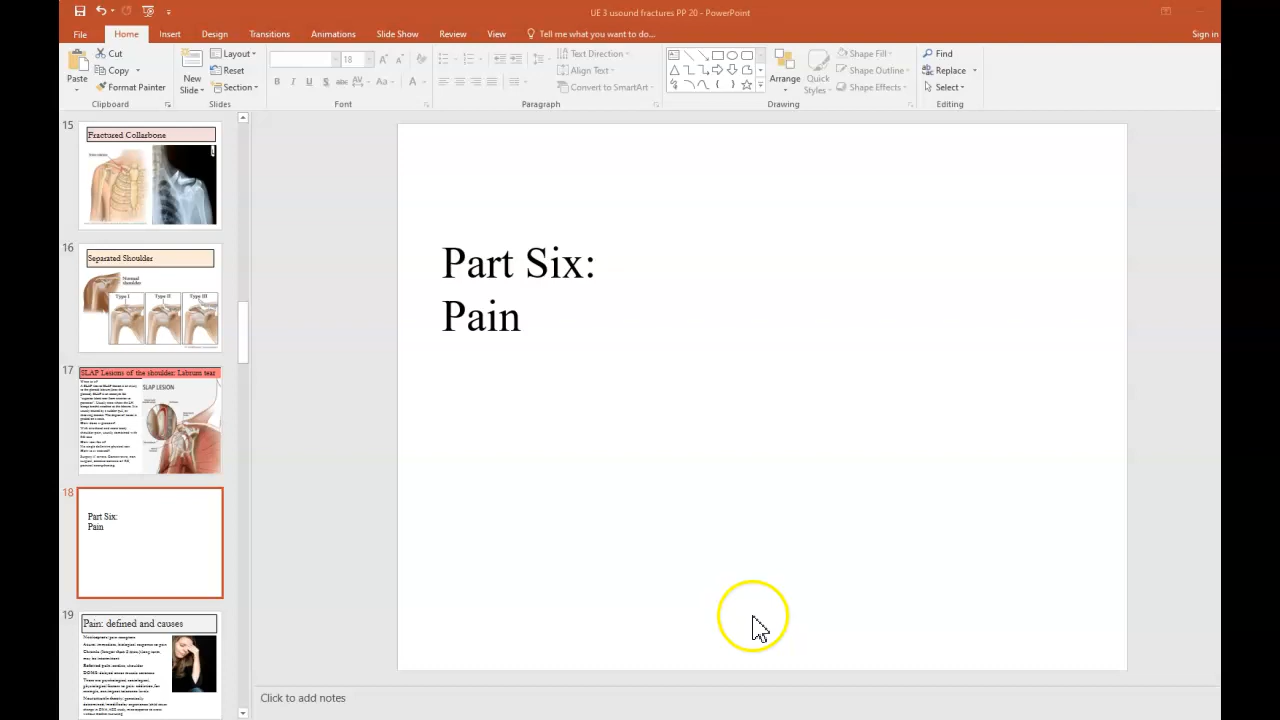 UE 3 usound fractures PP 20 - PowerPoint
File Home Insert Design Transitions Animations Slide Show Review View Tell me what you want to do... Sign in
Paste
Cut
Copy
Format Painter
Clipboard
New
Slide
Layout
Reset
Section
Slides
18
B I U S abc AV Aa A
Font
Text Direction
Align Text
Convert to SmartArt
Paragraph
Arrange
Quick
Styles
Shape Fill
Shape Outline
Shape Effects
Drawing
Find
Replace
Select
Editing
15
Fractured Collarbone
16
Separated Shoulder
Normal
shoulder
Type I Type II Type III
17
SLAP Lesions of the shoulder: Labrum tear
SLAP LESION
18
Part Six:
Pain
19
Pain: defined and causes
Part Six:
Pain
Click to add notes